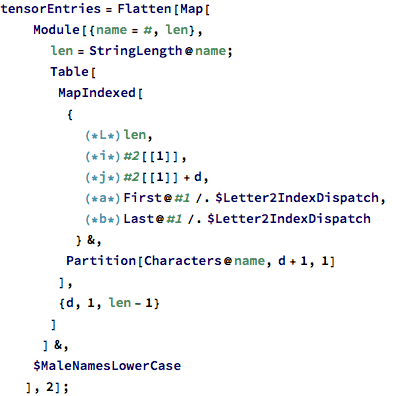 tensorEntries = Flatten[Map[
Module[{name = #, len},
len = StringLength@name;
Table[
MapIndexed[
{
(*L*)len,
(*i*)#2[[1]],
(*j*)#2[[1]] + d,
(*a*)First@#1 /. $Letter2IndexDispatch,
(*b*)Last@#1 /. $Letter2IndexDispatch
} &,
Partition[Characters@name, d + 1, 1]
],
{d, 1, len - 1}
]
] &,
$MaleNamesLowerCase
], 2];